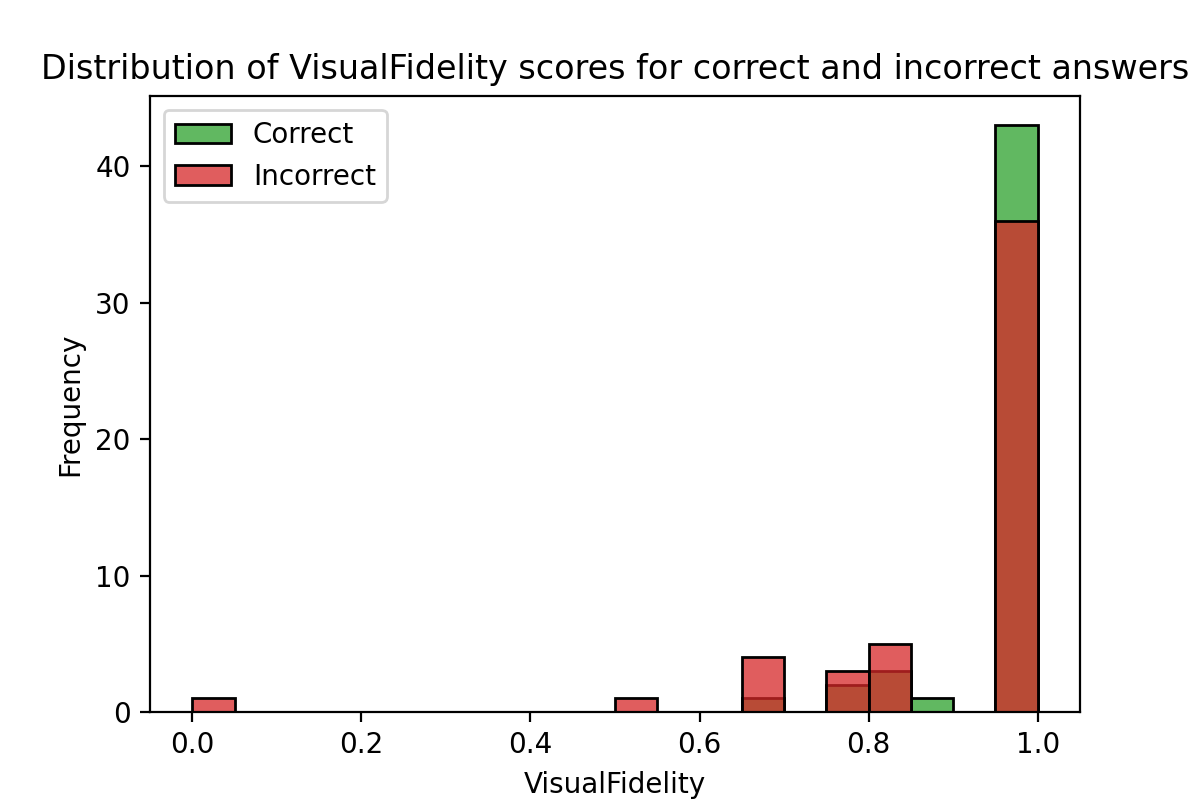 Distribution of VisualFidelity scores for correct and incorrect answers
Correct
Incorrect
40
30
20
10
0
Frequency
0.0 0.2 0.4 0.6 0.8 1.0
VisualFidelity